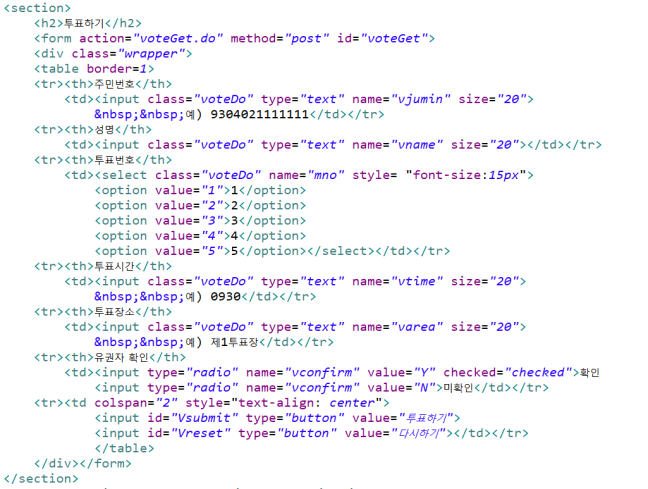 <section>
<h2>투표하기</h2>
<form action="voteGet.do" method="post" id="voteGet">
<div class="wrapper">
<table border=1>
<tr><th>주민번호</th>
<td><input class="voteDo" type="text" name="vjumin" size="20">
&nbsp;&nbsp;예) 9304021111111</td></tr>
<tr><th>성명</th>
<td><input class="voteDo" type="text" name="vname" size="20"></td></tr>
<tr><th>투표번호</th>
<td><select class="voteDo" name="mno" style= "font-size:15px">
<option value="1">1</option>
<option value="2">2</option>
<option value="3">3</option>
<option value="4">4</option>
<option value="5">5</option></select></td></tr>
<tr><th>투표시간</th>
<td><input class="voteDo" type="text" name="vtime" size="20">
&nbsp;&nbsp;예) 0930</td></tr>
<tr><th>투표장소</th>
<td><input class="voteDo" type="text" name="varea" size="20">
&nbsp;&nbsp;예) 제1투표장</td></tr>
<tr><th>유권자 확인</th>
<td><input type="radio" name="vconfirm" value="Y" checked="checked">확인
<input type="radio" name="vconfirm" value="N">미확인</td></tr>
<tr><td colspan="2" style="text-align: center">
<input id="Vsubmit" type="button" value="투표하기">
<input id="Vreset" type="button" value="다시하기"></td></tr>
</table>
</div></form>
</section>